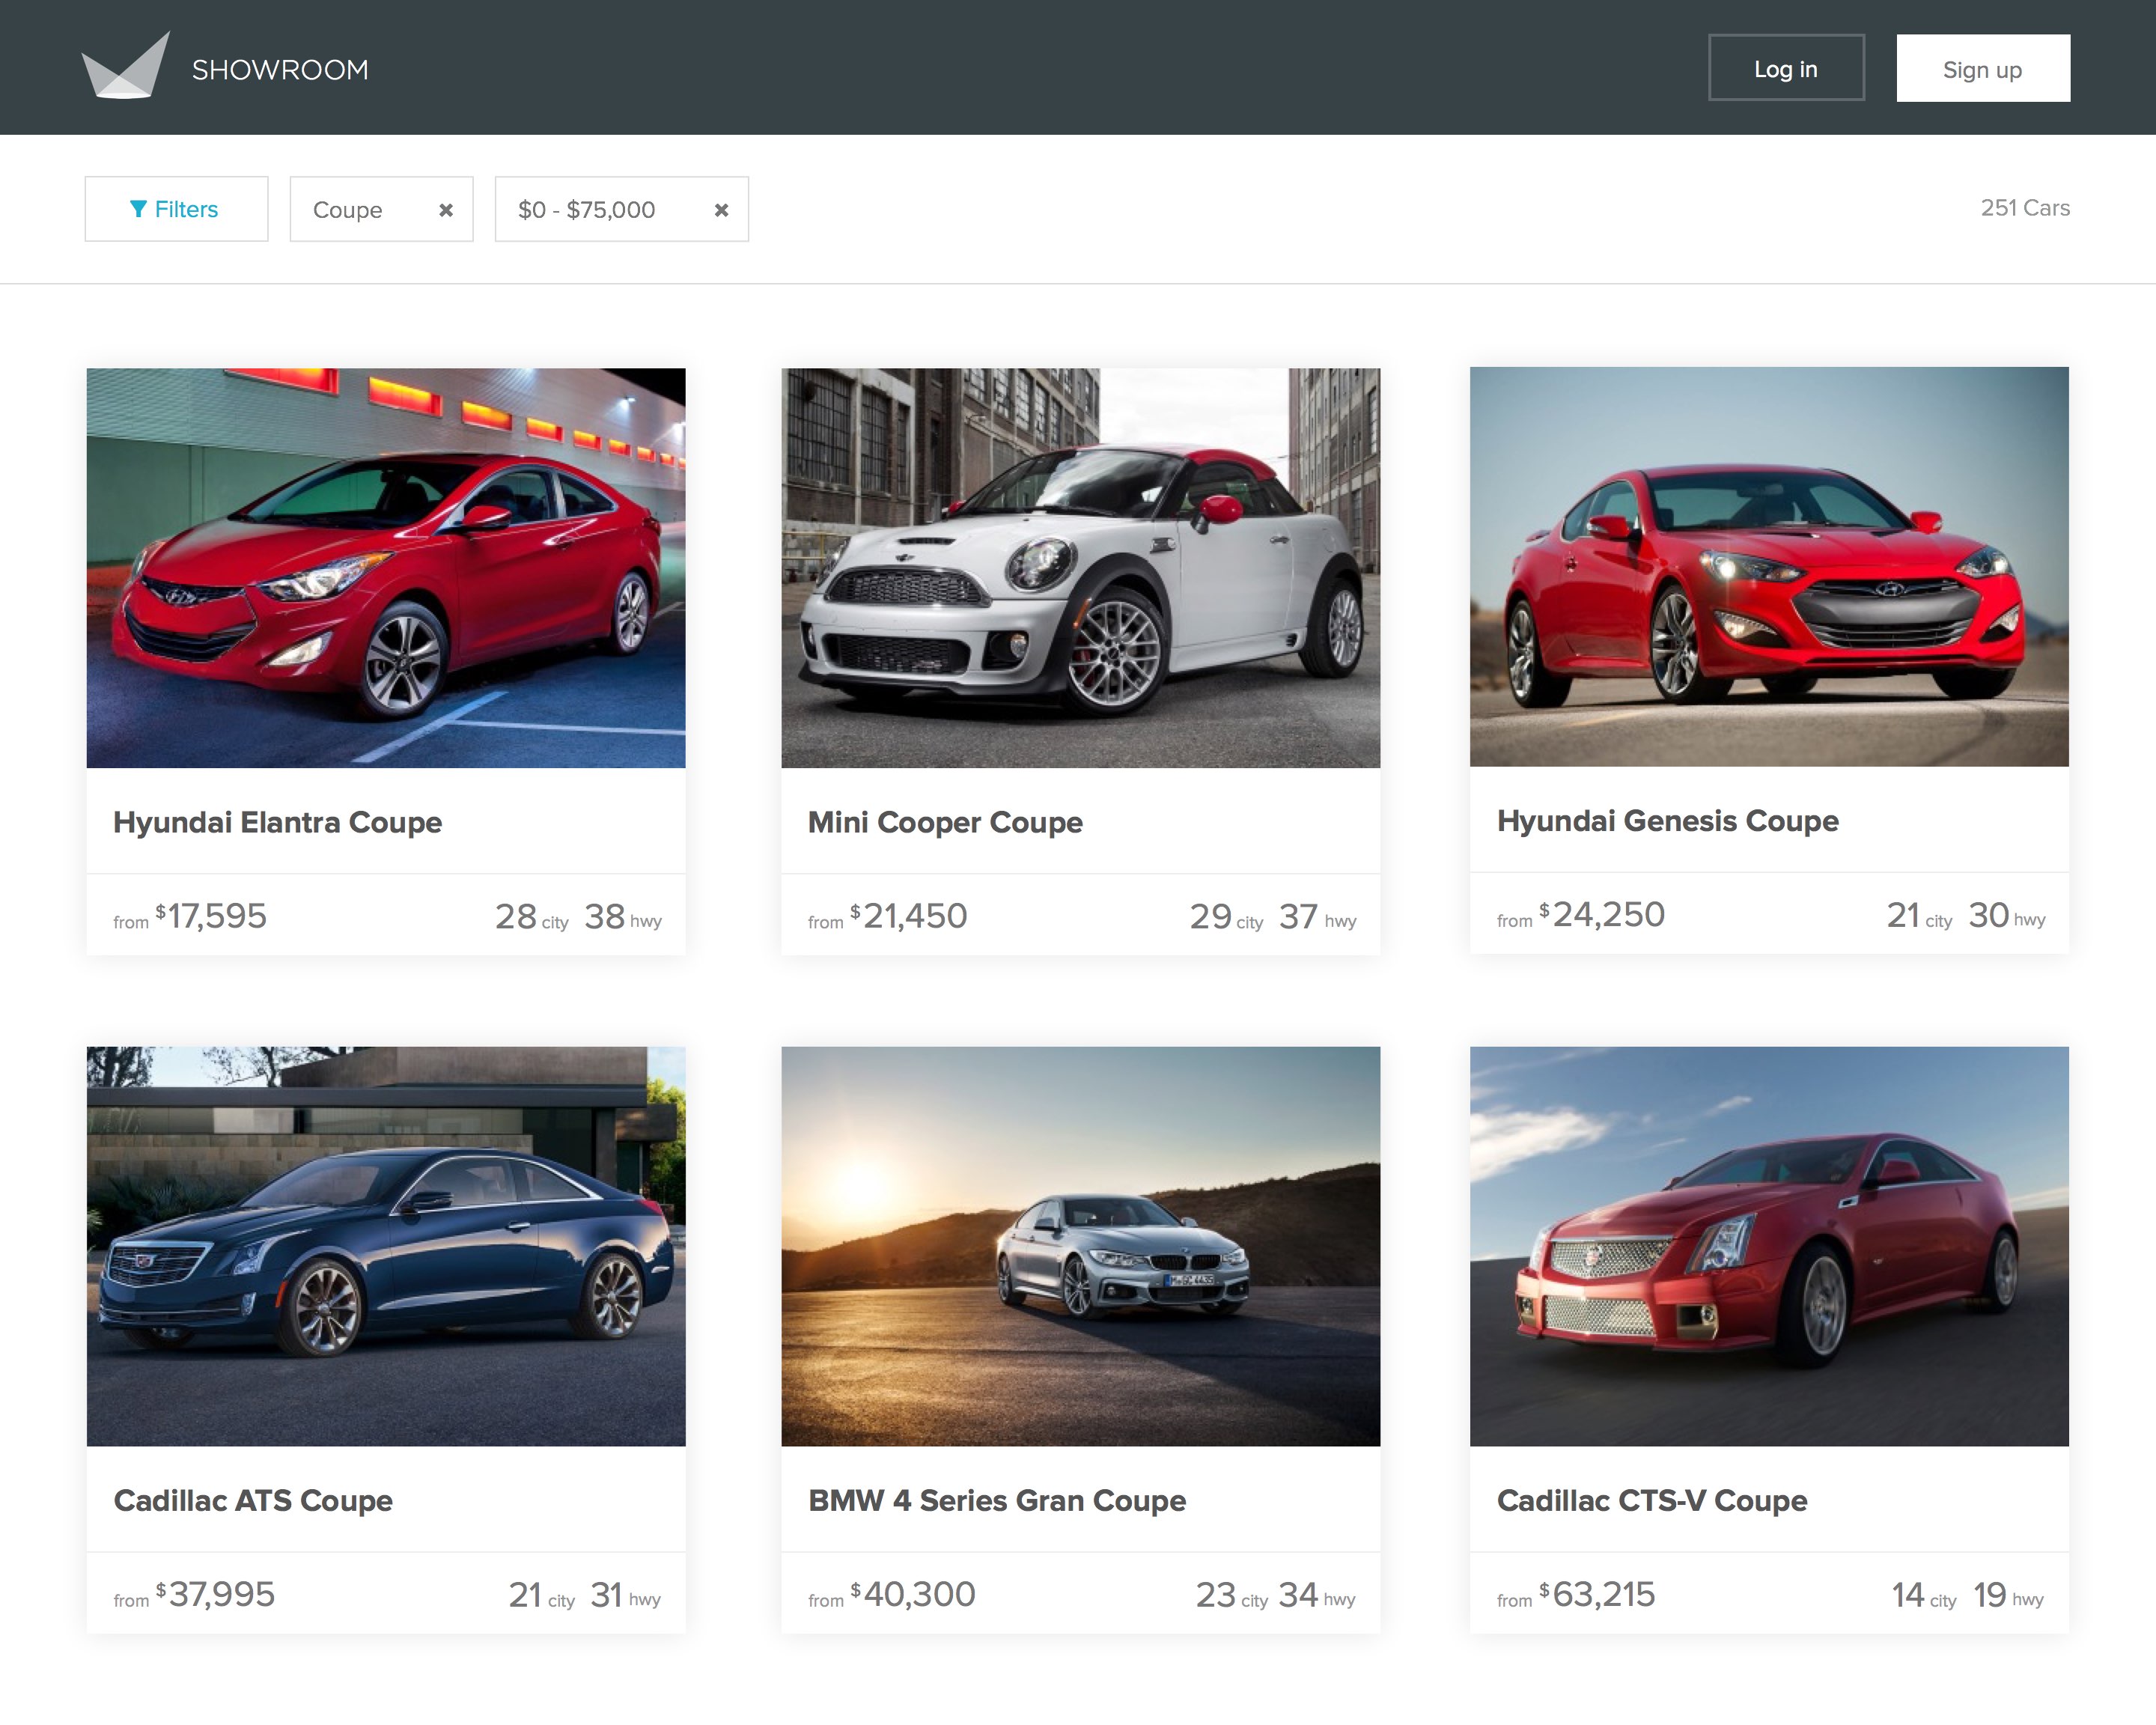 SHOWROOM
Log in
Sign up
Filters
Coupe
$0 - $75,000
251 Cars
Hyundai Elantra Coupe
from $17,595 28 city 38 hwy
Mini Cooper Coupe
from $21,450 29 city 37 hwy
Hyundai Genesis Coupe
from $24,250 21 city 30 hwy
Cadillac ATS Coupe
from $37,995 21 city 31 hwy
BMW 4 Series Gran Coupe
from $40,300 23 city 34 hwy
Cadillac CTS-V Coupe
from $63,215 14 city 19 hwy